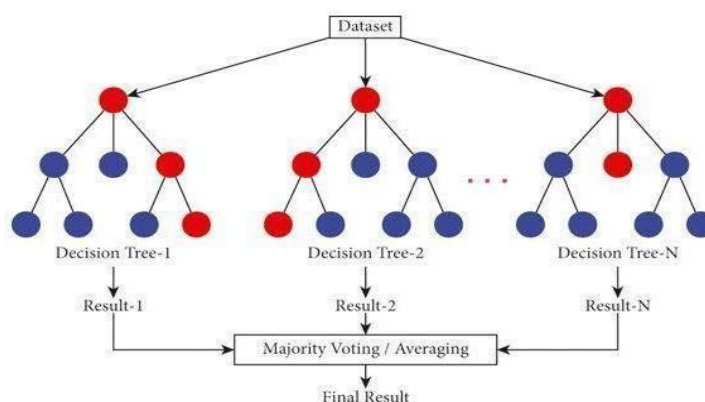 Dataset
Decision Tree-1
Decision Tree-2
Decision Tree-N
Result-1
Result-2
Result-N
Majority Voting / Averaging
Final Result